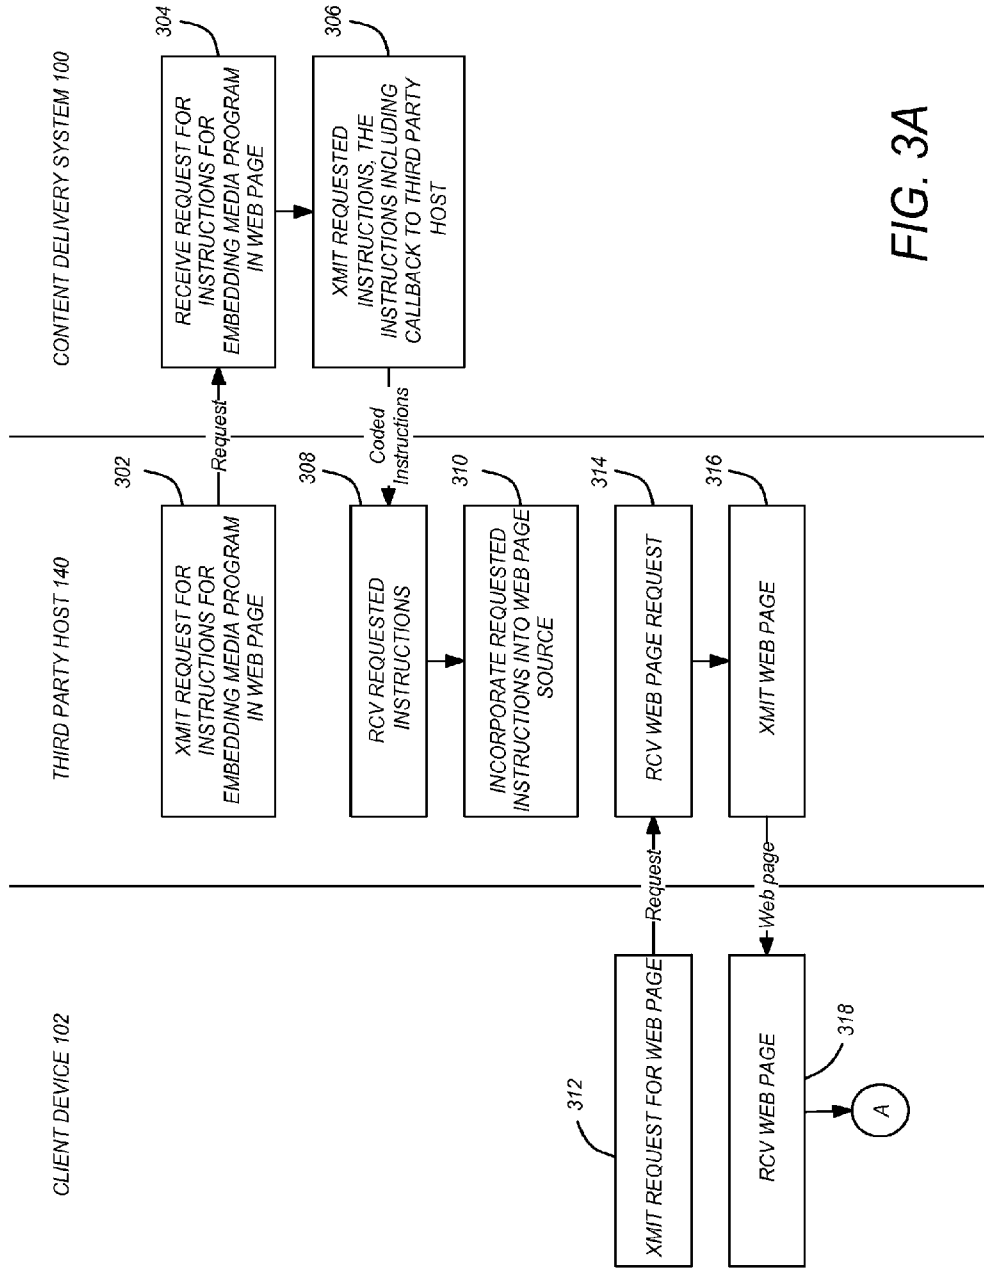 CLIENT DEVICE 102
THIRD PARTY HOST 140
CONTENT DELIVERY SYSTEM 100
302
XMIT REQUEST FOR
INSTRUCTIONS FOR
EMBEDDING MEDIA PROGRAM
IN WEB PAGE
Request
304
RECEIVE REQUEST FOR
INSTRUCTIONS FOR
EMBEDDING MEDIA PROGRAM
IN WEB PAGE
306
XMIT REQUESTED
INSTRUCTIONS, THE
INSTRUCTIONS INCLUDING
CALLBACK TO THIRD PARTY
HOST
Coded
Instructions
308
RCV REQUESTED
INSTRUCTIONS
310
INCORPORATE REQUESTED
INSTRUCTIONS INTO WEB PAGE
SOURCE
312
XMIT REQUEST FOR WEB PAGE
Request
314
RCV WEB PAGE REQUEST
316
XMIT WEB PAGE
Web page
RCV WEB PAGE
318
A
FIG. 3A